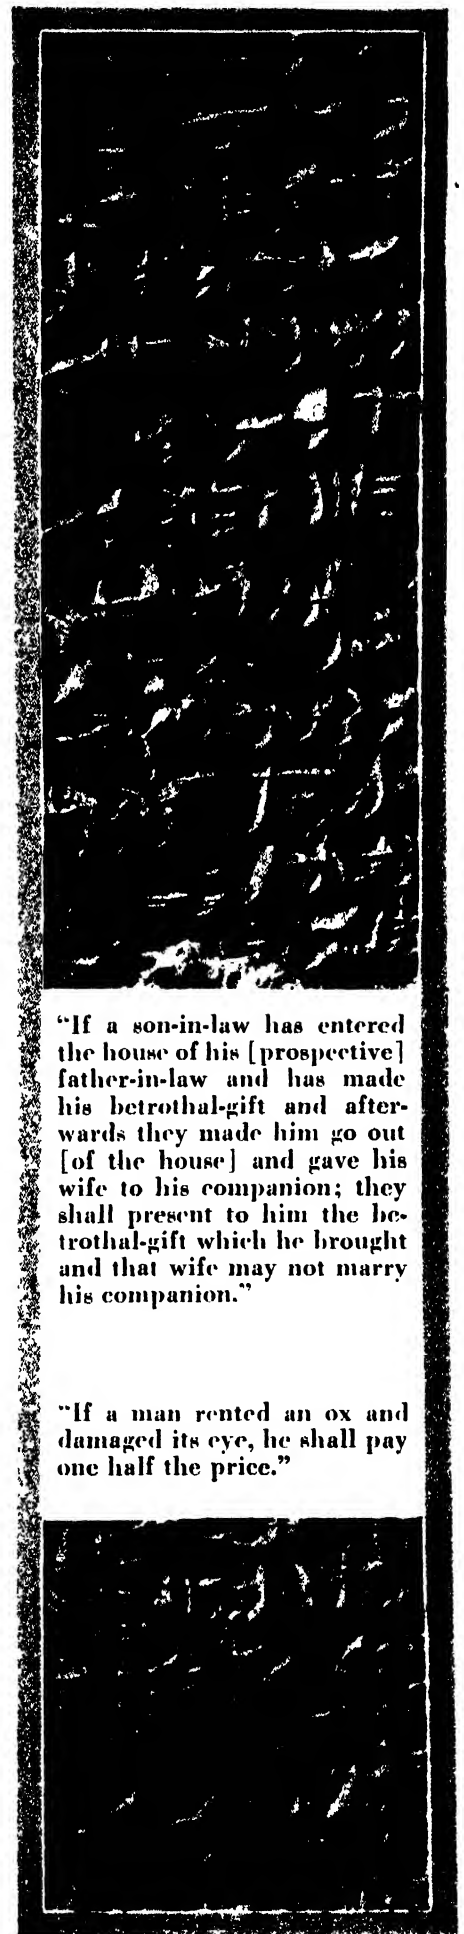 “If a son-in-law has entered
the house of his [prospective]
father-in-law and has made
his betrothal-gift and after-
wards they made him go out
[of the house] and gave his
wife to his companion; they
shall present to him the be-
trothal-gift which he brought
and that wife may not marry
his companion.”
“If a man rented an ox and
damaged its eye, he shall pay
one half the price.”